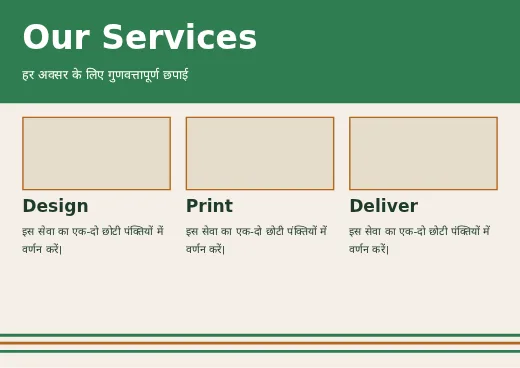 Our Services
हर अवसर के लिए गुणवत्तापूर्ण छपाई
Design
इस सेवा का एक-दो छोटी पंक्तियों में
वर्णन करें|
Print
इस सेवा का एक-दो छोटी पंक्तियों में
वर्णन करें|
Deliver
इस सेवा का एक-दो छोटी पंक्तियों में
वर्णन करें|